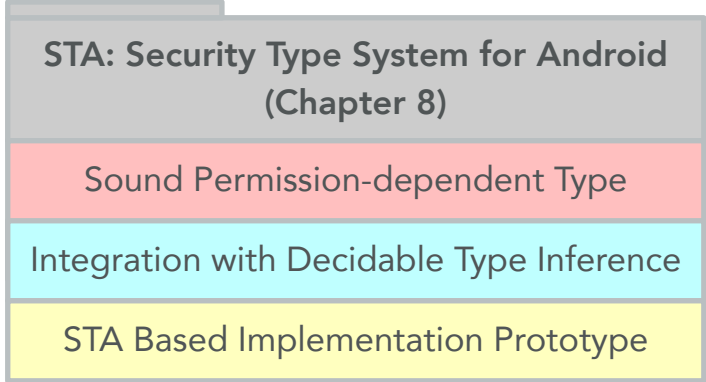 STA: Security Type System for Android
(Chapter 8)
Sound Permission-dependent Type
Integration with Decidable Type Inference
STA Based Implementation Prototype